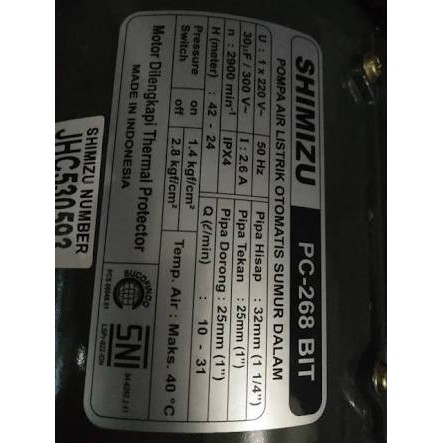 SHIMIZU PC-268 BIT
POMPA AIR LISTRIK OTOMATIS SUMUR DALAM
U : 1 x 220 V~ 50 Hz Pipa Hisap : 32mm (1 1/4")
30µF / 300 V~ I : 2.6 A Pipa Tekan : 25mm (1")
n : 2900 min⁻¹ IPX4 Pipa Dorong : 25mm (1")
H (meter) : 42 - 24 Q (ℓ/min) : 10 - 31
Pressure on 1.4 kgf/cm² Temp. Air : Maks. 40 °C
Switch off 2.8 kgf/cm²
Motor Dilengkapi Thermal Protector
MADE IN INDONESIA
SUCOFINDO
SNI
SHIMIZU NUMBER
JHC530593